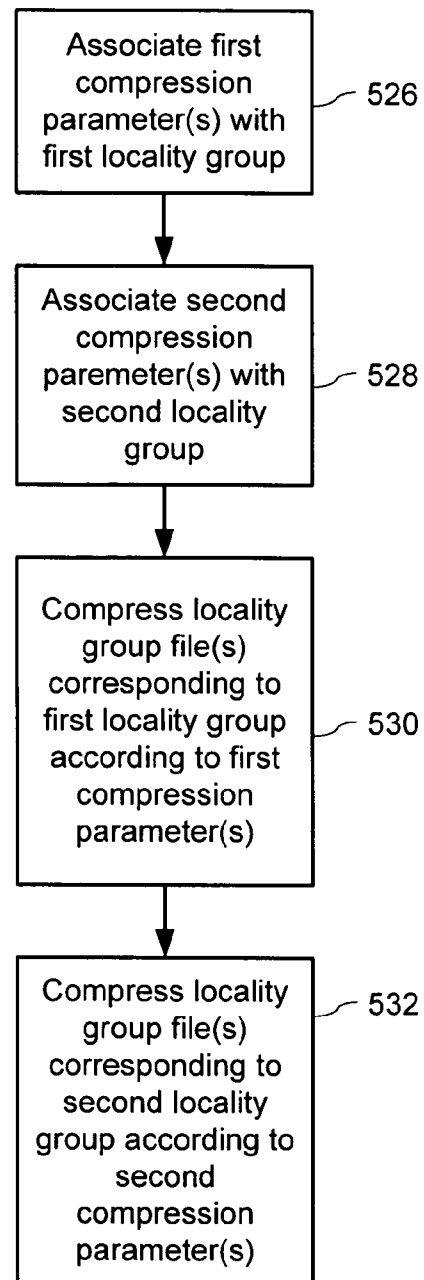 Associate first
compression
parameter(s) with
first locality group
526
Associate second
compression
paremeter(s) with
second locality
group
528
Compress locality
group file(s)
corresponding to
first locality group
according to first
compression
parameter(s)
530
Compress locality
group file(s)
corresponding to
second locality
group according to
second
compression
parameter(s)
532